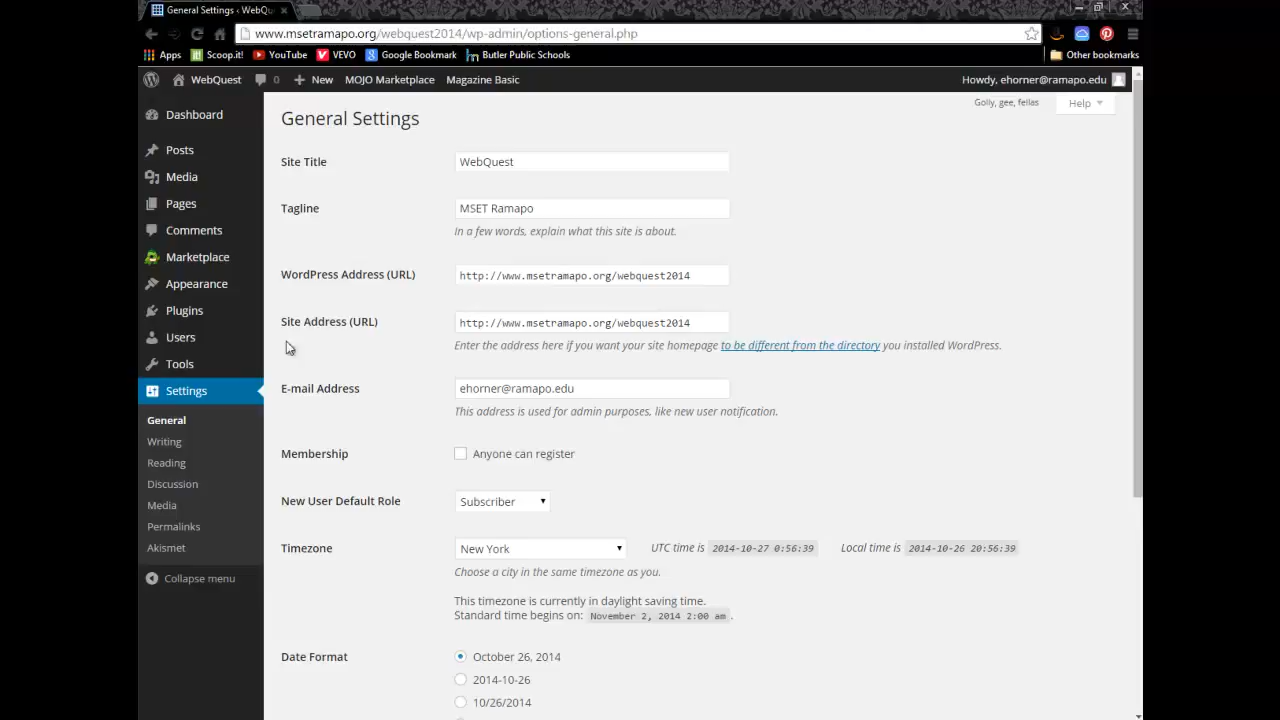 General Settings ‹ WebQu
www.msetramapo.org/webquest2014/wp-admin/options-general.php
Apps Scoop.it! YouTube VEVO Google Bookmark Butler Public Schools Other bookmarks
WebQuest 0 New MOJO Marketplace Magazine Basic Howdy, ehorner@ramapo.edu
Golly, gee, fellas
Help
Dashboard
Posts
Media
Pages
Comments
Marketplace
Appearance
Plugins
Users
Tools
Settings
General
Writing
Reading
Discussion
Media
Permalinks
Akismet
Collapse menu
General Settings
Site Title WebQuest
Tagline MSET Ramapo
In a few words, explain what this site is about.
WordPress Address (URL) http://www.msetramapo.org/webquest2014
Site Address (URL) http://www.msetramapo.org/webquest2014
Enter the address here if you want your site homepage to be different from the directory you installed WordPress.
E-mail Address ehorner@ramapo.edu
This address is used for admin purposes, like new user notification.
Membership Anyone can register
New User Default Role Subscriber
Timezone New York UTC time is 2014-10-27 0:56:39 Local time is 2014-10-26 20:56:39
Choose a city in the same timezone as you.
This timezone is currently in daylight saving time.
Standard time begins on: November 2, 2014 2:00 am .
Date Format October 26, 2014
2014-10-26
10/26/2014